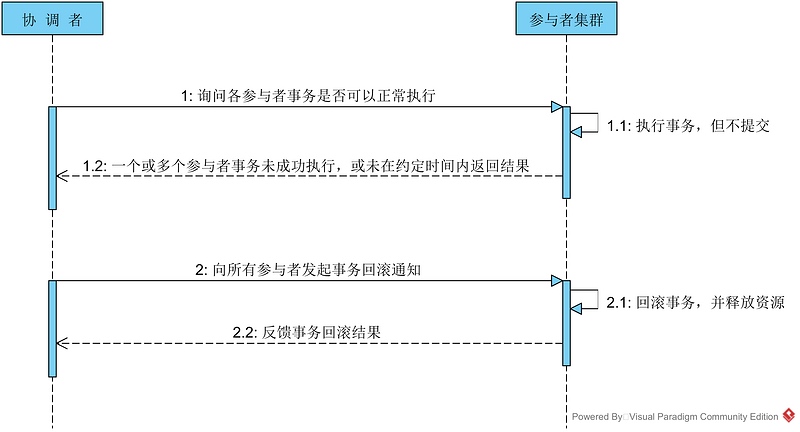 协 调 者
参与者集群
1: 询问各参与者事务是否可以正常执行
1.1: 执行事务，但不提交
1.2: 一个或多个参与者事务未成功执行，或未在约定时间内返回结果
2: 向所有参与者发起事务回滚通知
2.1: 回滚事务，并释放资源
2.2: 反馈事务回滚结果
Powered By Visual Paradigm Community Edition